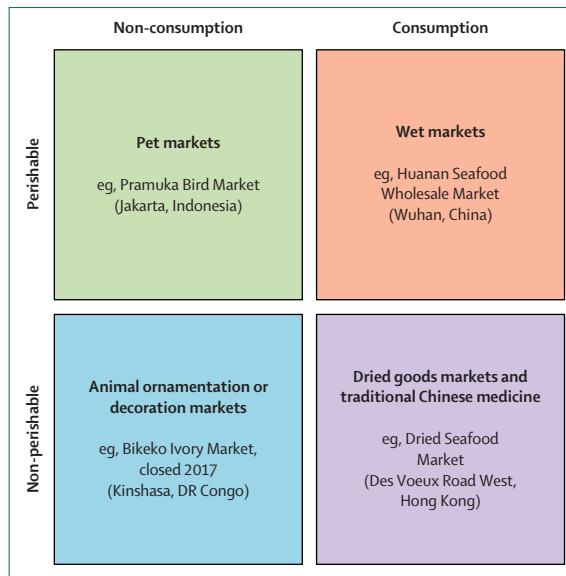 Non-consumption
Consumption
Perishable
Pet markets
eg, Pramuka Bird Market
(Jakarta, Indonesia)
Wet markets
eg, Huanan Seafood
Wholesale Market
(Wuhan, China)
Non-perishable
Animal ornamentation or
decoration markets
eg, Bikeko Ivory Market,
closed 2017
(Kinshasa, DR Congo)
Dried goods markets and
traditional Chinese medicine
eg, Dried Seafood
Market
(Des Voeux Road West,
Hong Kong)